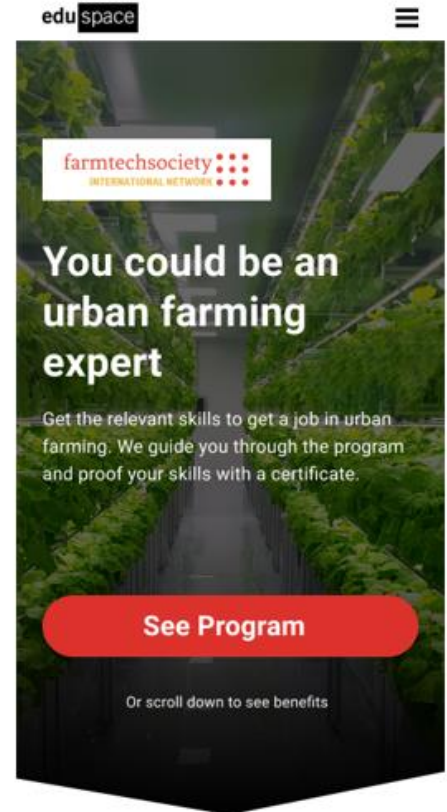 edu space
farmtechsociety
INTERNATIONAL NETWORK
You could be an
urban farming
expert
Get the relevant skills to get a job in urban
farming. We guide you through the program
and proof your skills with a certificate.
See Program
Or scroll down to see benefits